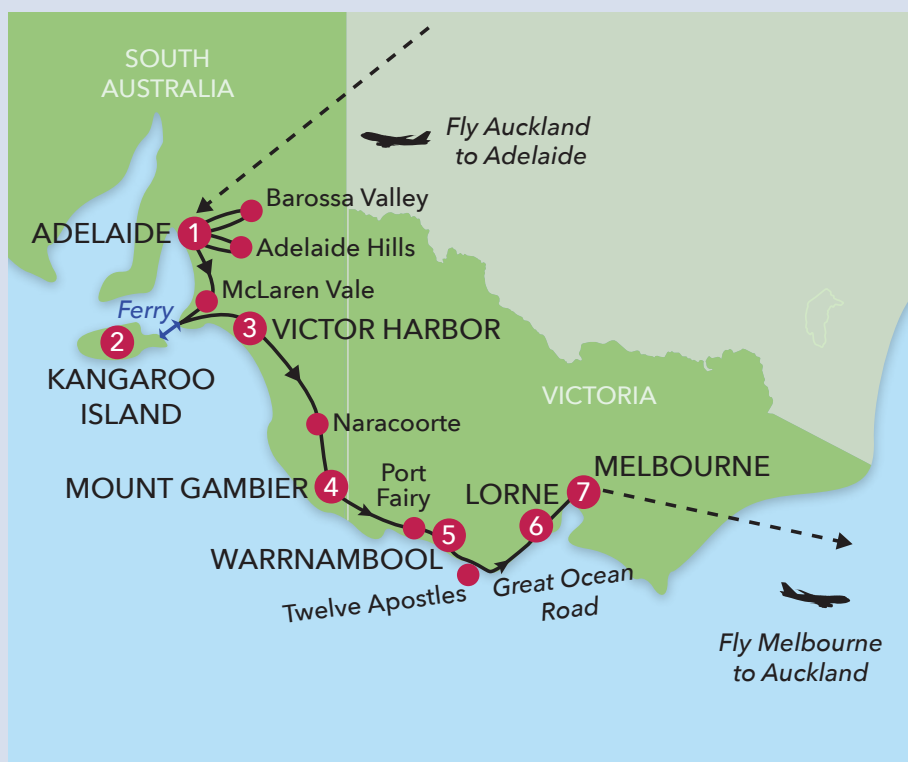 SOUTH
AUSTRALIA
Fly Auckland
to Adelaide
Barossa Valley
ADELAIDE
1
Adelaide Hills
McLaren Vale
Ferry
2
3
VICTOR HARBOR
KANGAROO
ISLAND
VICTORIA
Naracoorte
MOUNT GAMBIER
4
Port
Fairy
LORNE
MELBOURNE
7
6
5
WARRNAMBOOL
Twelve Apostles
Great Ocean
Road
Fly Melbourne
to Auckland